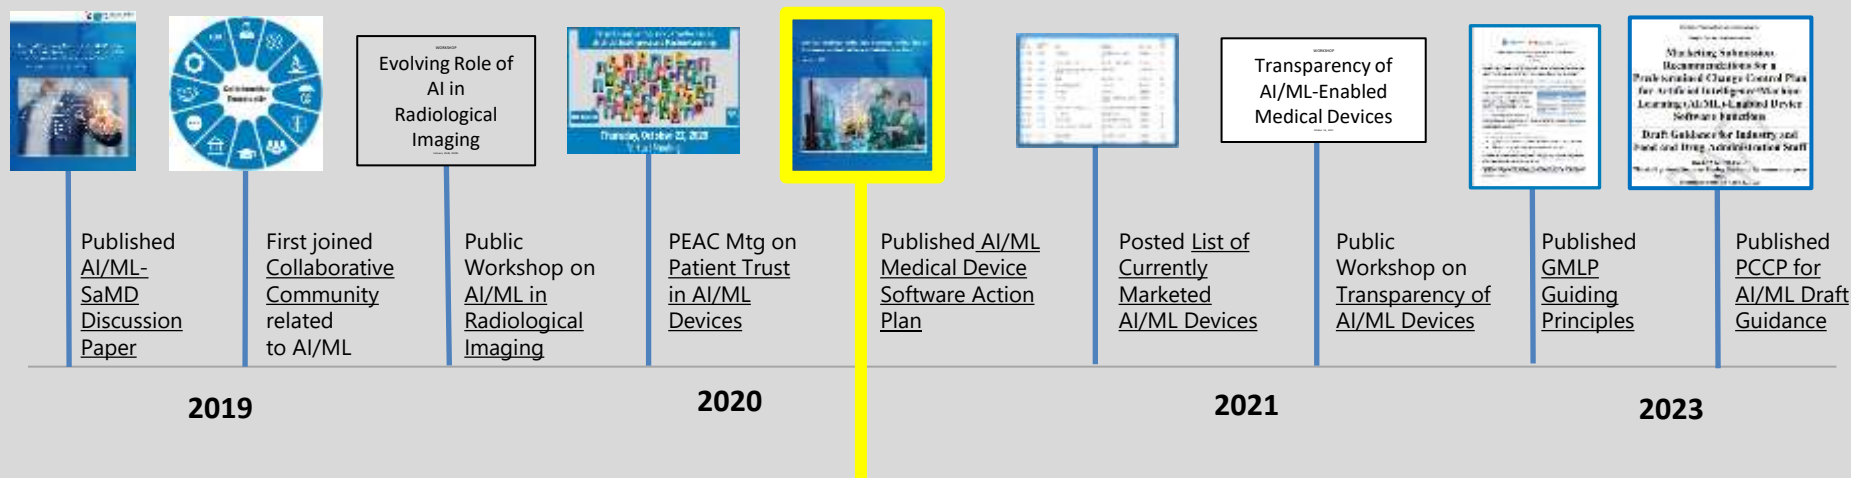 Evolving Role of
AI in
Radiological
Imaging
Thursday, October 22, 2020
Transparency of
AI/ML-Enabled
Medical Devices
Marketing Submission
Recommendations for a
Predetermined Change Control Plan
for Artificial Intelligence/Machine
Learning (AI/ML)-Enabled Device
Software Functions
Draft Guidance for Industry and
Food and Drug Administration Staff
Published
AI/ML-
SaMD
Discussion
Paper
First joined
Collaborative
Community
related
to AI/ML
Public
Workshop on
AI/ML in
Radiological
Imaging
PEAC Mtg on
Patient Trust
in AI/ML
Devices
Published AI/ML
Medical Device
Software Action
Plan
Posted List of
Currently
Marketed
AI/ML Devices
Public
Workshop on
Transparency of
AI/ML Devices
Published
GMLP
Guiding
Principles
Published
PCCP for
AI/ML Draft
Guidance
2019
2020
2021
2023